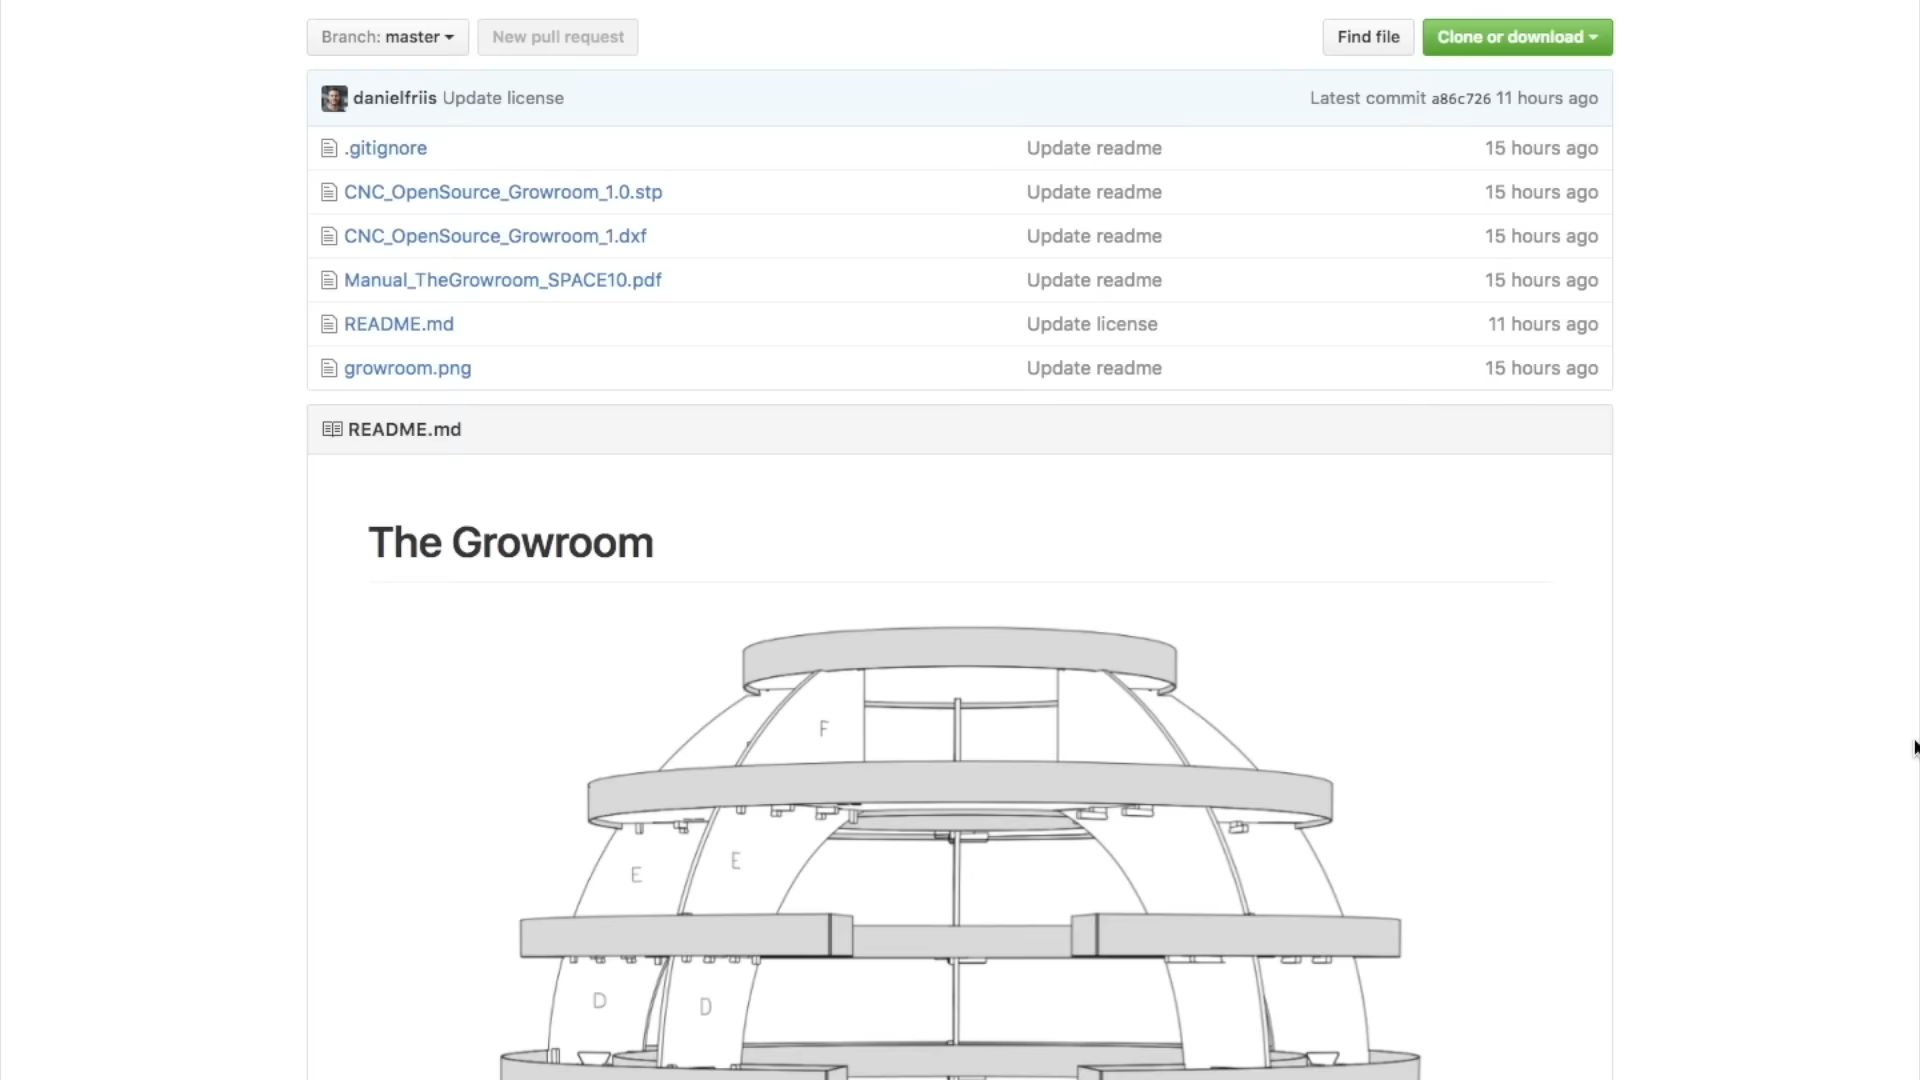 Branch: master New pull request Find file Clone or download
danielfriis Update license Latest commit a86c726 11 hours ago
.gitignore Update readme 15 hours ago
CNC_OpenSource_Growroom_1.0.stp Update readme 15 hours ago
CNC_OpenSource_Growroom_1.dxf Update readme 15 hours ago
Manual_TheGrowroom_SPACE10.pdf Update readme 15 hours ago
README.md Update license 11 hours ago
growroom.png Update readme 15 hours ago
README.md
The Growroom
F
E E
D D